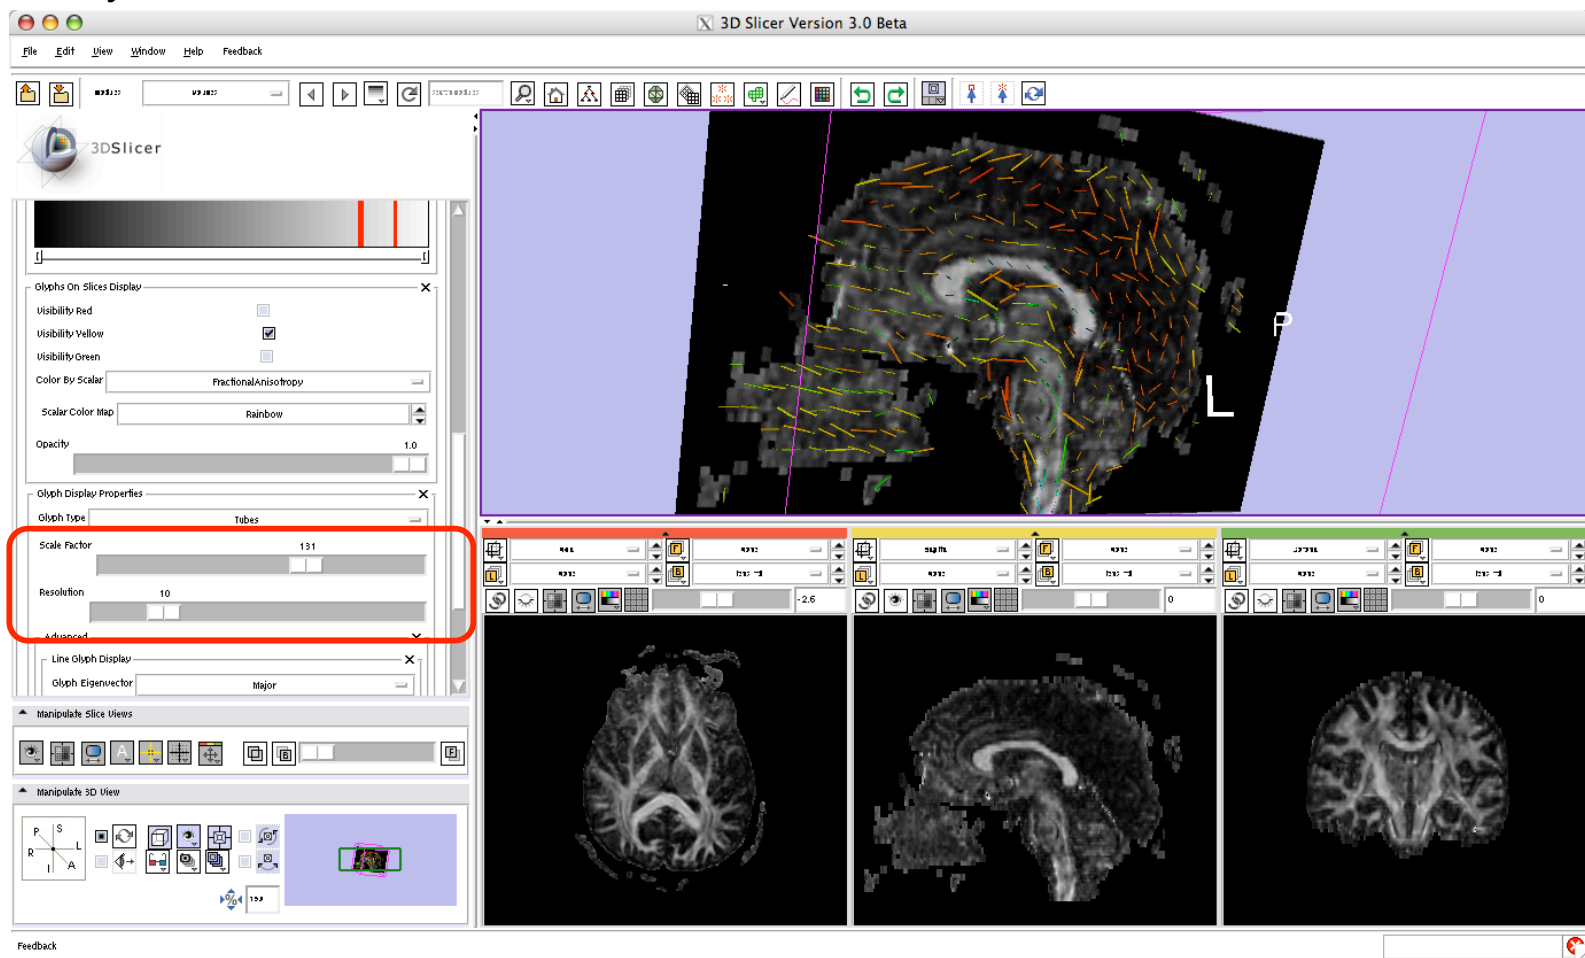 3D Slicer Version 3.0 Beta
File Edit View Window Help Feedback
3DSlicer
Glyphs On Slices Display
Visibility Red
Visibility Yellow
Visibility Green
Color By Scalar FractionalAnisotropy
Scalar Color Map Rainbow
Opacity 1.0
Glyph Display Properties
Glyph Type Tubes
Scale Factor 131
Resolution 10
Advanced
Line Glyph Display
Glyph Eigenvector Major
Manipulate Slice Views
A
B F
Manipulate 3D View
P S L
R I A
%
P
L
F
L B
-2.6
F
L B
0
F
L B
0
Feedback